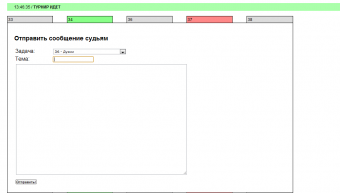 13:46:35 / ТУРНИР ИДЕТ
33 34 36 37 38
Отправить сообщение судьям
Задача:
Тема:
Отправить!